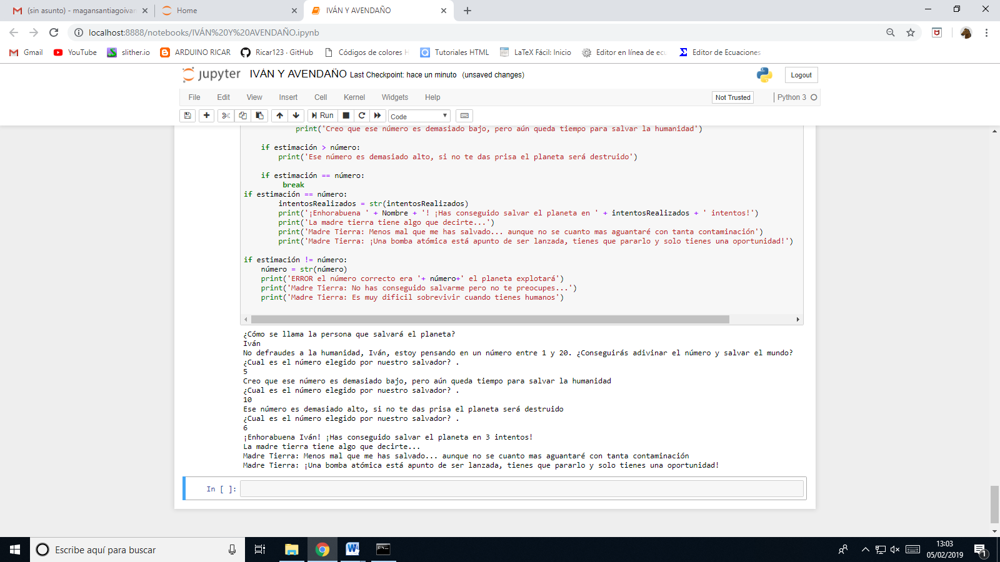 (sin asunto) - magansantiagoivan
Home
IVÁN Y AVENDAÑO
localhost:8888/notebooks/IVÁN%20Y%20AVENDAÑO.ipynb
Gmail YouTube slither.io ARDUINO RICAR Ricar123 · GitHub Códigos de colores H Tutoriales HTML LaTeX Fácil: Inicio Editor en línea de ecu Editor de Ecuaciones
jupyter IVÁN Y AVENDAÑO Last Checkpoint: hace un minuto (unsaved changes) Logout
File Edit View Insert Cell Kernel Widgets Help Not Trusted Python 3
Run Code
print('Creo que ese número es demasiado bajo, pero aún queda tiempo para salvar la humanidad')
if estimación > número:
print('Ese número es demasiado alto, si no te das prisa el planeta será destruido')
if estimación == número:
break
if estimación == número:
intentosRealizados = str(intentosRealizados)
print('¡Enhorabuena ' + Nombre + '! ¡Has conseguido salvar el planeta en ' + intentosRealizados + ' intentos!')
print('La madre tierra tiene algo que decirte...')
print('Madre Tierra: Menos mal que me has salvado... aunque no se cuanto mas aguantaré con tanta contaminación')
print('Madre Tierra: ¡Una bomba atómica está apunto de ser lanzada, tienes que pararlo y solo tienes una oportunidad!')
if estimación != número:
número = str(número)
print('ERROR el número correcto era '+ número+' el planeta explotará')
print('Madre Tierra: No has conseguido salvarme pero no te preocupes...')
print('Madre Tierra: Es muy dificil sobrevivir cuando tienes humanos')
¿Cómo se llama la persona que salvará el planeta?
Iván
No defraudes a la humanidad, Iván, estoy pensando en un número entre 1 y 20. ¿Conseguirás adivinar el número y salvar el mundo?
¿Cual es el número elegido por nuestro salvador? .
5
Creo que ese número es demasiado bajo, pero aún queda tiempo para salvar la humanidad
¿Cual es el número elegido por nuestro salvador? .
10
Ese número es demasiado alto, si no te das prisa el planeta será destruido
¿Cual es el número elegido por nuestro salvador? .
6
¡Enhorabuena Iván! ¡Has conseguido salvar el planeta en 3 intentos!
La madre tierra tiene algo que decirte...
Madre Tierra: Menos mal que me has salvado... aunque no se cuanto mas aguantaré con tanta contaminación
Madre Tierra: ¡Una bomba atómica está apunto de ser lanzada, tienes que pararlo y solo tienes una oportunidad!
In [ ]:
Escribe aquí para buscar
13:03
05/02/2019
1